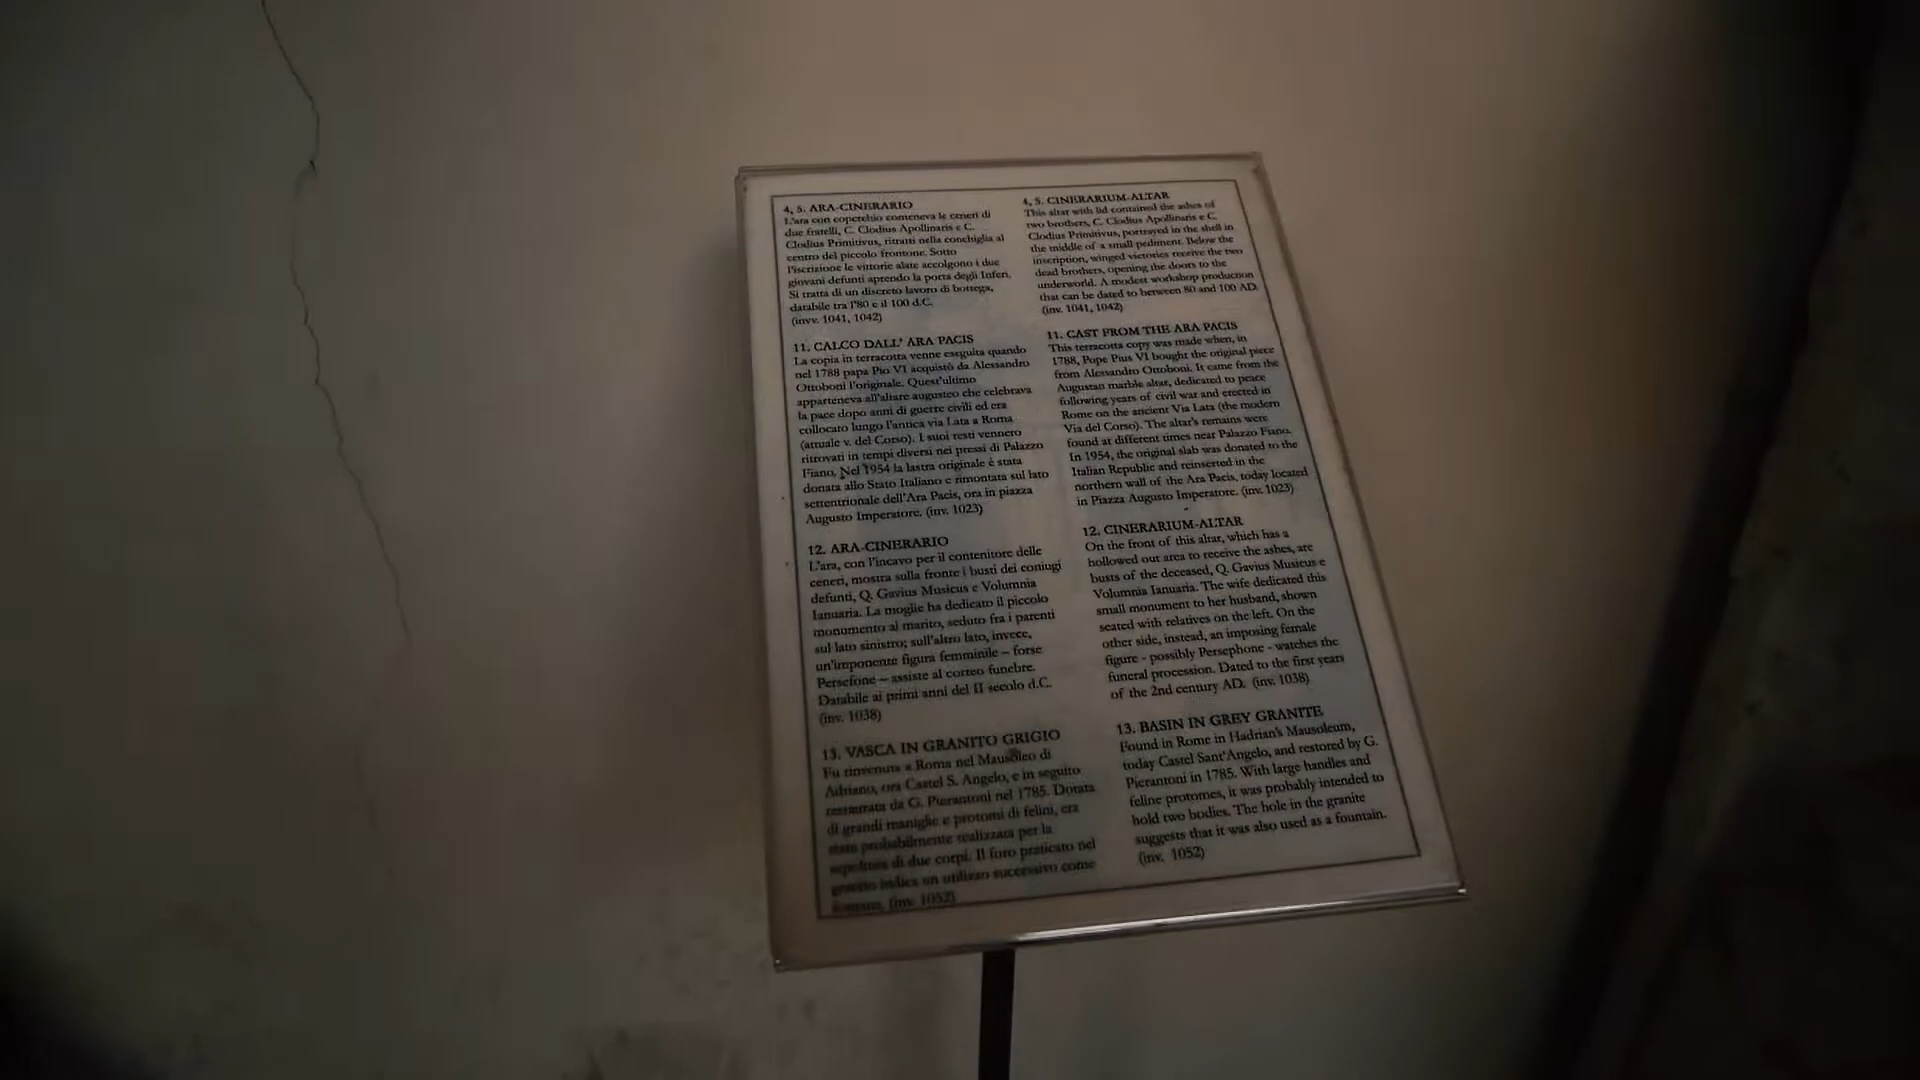 4, 5. ARA-CINERARIO
L'ara con coperchio conteneva le ceneri di
due fratelli, C. Clodius Apollinaris e C.
Clodius Primitivus, ritratti nella conchiglia al
centro del piccolo frontone. Sotto
l'iscrizione le vittorie alate accolgono i due
giovani defunti aprendo la porta degli Inferi.
Si tratta di un discreto lavoro di bottega,
databile tra l'80 e il 100 d.C.
(invv. 1041, 1042)
11. CALCO DALL' ARA PACIS
La copia in terracotta venne eseguita quando
nel 1788 papa Pio VI acquistò da Alessandro
Ottoboni l'originale. Quest'ultimo
apparteneva all'altare augusteo che celebrava
la pace dopo anni di guerre civili ed era
collocato lungo l'antica via Lata a Roma
(attuale v. del Corso). I suoi resti vennero
ritrovati in tempi diversi nei pressi di Palazzo
Fiano. Nel 1954 la lastra originale è stata
donata allo Stato Italiano e rimontata sul lato
settentrionale dell'Ara Pacis, ora in piazza
Augusto Imperatore. (inv. 1023)
12. ARA-CINERARIO
L'ara, con l'incavo per il contenitore delle
ceneri, mostra sulla fronte i busti dei coniugi
defunti, Q. Gavius Musicus e Volumnia
Ianuaria. La moglie ha dedicato il piccolo
monumento al marito, seduto fra i parenti
sul lato sinistro; sull'altro lato, invece,
un'imponente figura femminile – forse
Persefone – assiste al corteo funebre.
Databile ai primi anni del II secolo d.C.
(inv. 1038)
13. VASCA IN GRANITO GRIGIO
Fu rinvenuta a Roma nel Mausoleo di
Adriano, ora Castel S. Angelo, e in seguito
restaurata da G. Pierantoni nel 1785. Dotata
di grandi maniglie e protomi di felini, era
stata probabilmente realizzata per la
sepoltura di due corpi. Il foro praticato nel
granito indica un utilizzo successivo come
fontana. (inv. 1052)
4, 5. CINERARIUM-ALTAR
This altar with lid contained the ashes of
two brothers, C. Clodius Apollinaris e C.
Clodius Primitivus, portrayed in the shell in
the middle of a small pediment. Below the
inscription, winged victories receive the two
dead brothers, opening the doors to the
underworld. A modest workshop production
that can be dated to between 80 and 100 AD.
(inv. 1041, 1042)
11. CAST FROM THE ARA PACIS
This terracotta copy was made when, in
1788, Pope Pius VI bought the original piece
from Alessandro Ottoboni. It came from the
Augustan marble altar, dedicated to peace
following years of civil war and erected in
Rome on the ancient Via Lata (the modern
Via del Corso). The altar's remains were
found at different times near Palazzo Fiano.
In 1954, the original slab was donated to the
Italian Republic and reinserted in the
northern wall of the Ara Pacis, today located
in Piazza Augusto Imperatore. (inv. 1023)
12. CINERARIUM-ALTAR
On the front of this altar, which has a
hollowed out area to receive the ashes, are
busts of the deceased, Q. Gavius Musicus e
Volumnia Ianuaria. The wife dedicated this
small monument to her husband, shown
seated with relatives on the left. On the
other side, instead, an imposing female
figure - possibly Persephone - watches the
funeral procession. Dated to the first years
of the 2nd century AD. (inv. 1038)
13. BASIN IN GREY GRANITE
Found in Rome in Hadrian's Mausoleum,
today Castel Sant'Angelo, and restored by G.
Pierantoni in 1785. With large handles and
feline protomes, it was probably intended to
hold two bodies. The hole in the granite
suggests that it was also used as a fountain.
(inv. 1052)